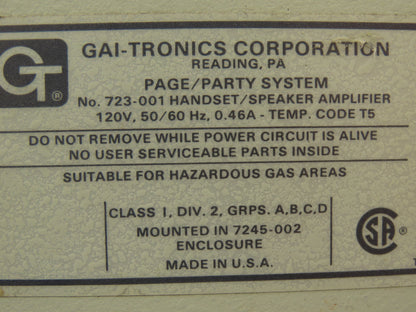 GT®
GAI-TRONICS CORPORATION
READING, PA
PAGE/PARTY SYSTEM
No. 723-001 HANDSET/SPEAKER AMPLIFIER
120V, 50/60 Hz, 0.46A - TEMP. CODE T5
DO NOT REMOVE WHILE POWER CIRCUIT IS ALIVE
NO USER SERVICEABLE PARTS INSIDE
SUITABLE FOR HAZARDOUS GAS AREAS
CLASS I, DIV. 2, GRPS. A,B,C,D
MOUNTED IN 7245-002
ENCLOSURE
MADE IN U.S.A.
SA®